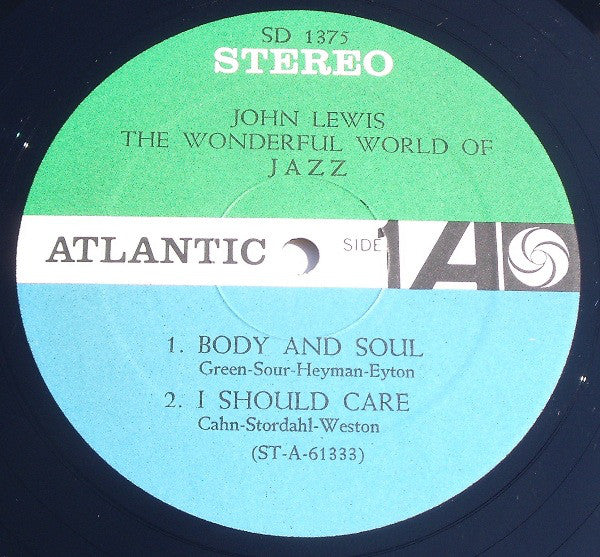 SD 1375
STEREO
JOHN LEWIS
THE WONDERFUL WORLD OF
JAZZ
ATLANTIC SIDE 1 A
1. BODY AND SOUL
Green-Sour-Heyman-Eyton
2. I SHOULD CARE
Cahn-Stordahl-Weston
(ST-A-61333)